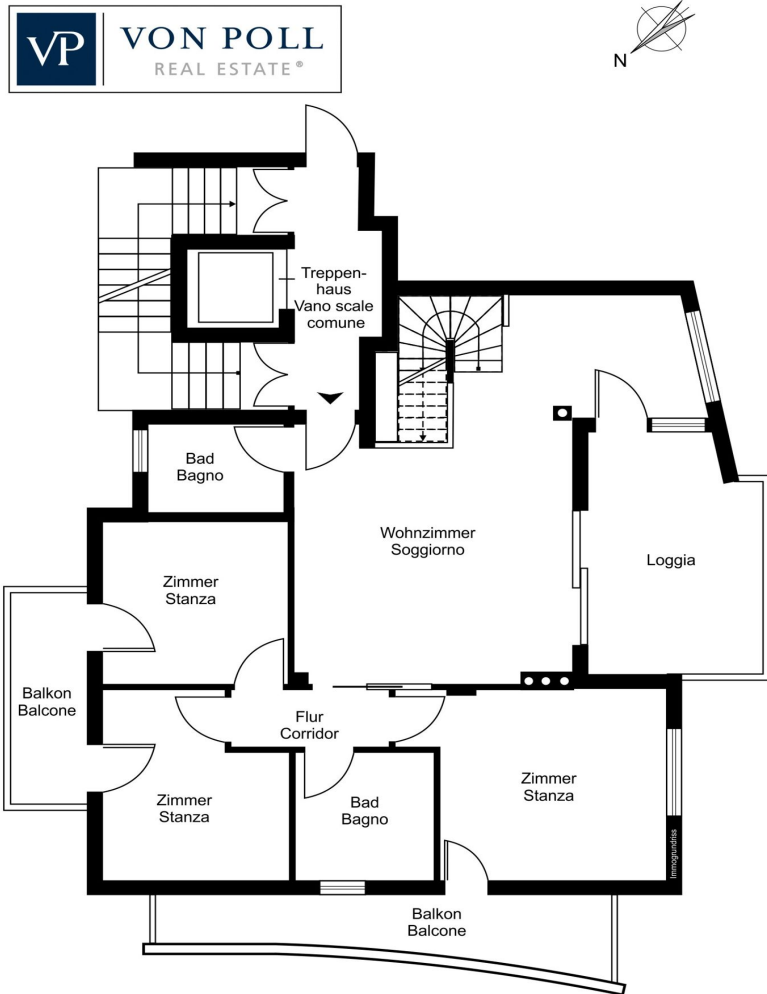 VP VON POLL
REAL ESTATE®
N
Treppen-
haus
Vano scale
comune
Bad
Bagno
Wohnzimmer
Soggiorno
Loggia
Zimmer
Stanza
Balkon
Balcone
Flur
Corridor
Zimmer
Stanza
Bad
Bagno
Zimmer
Stanza
Immogrundriss
Balkon
Balcone